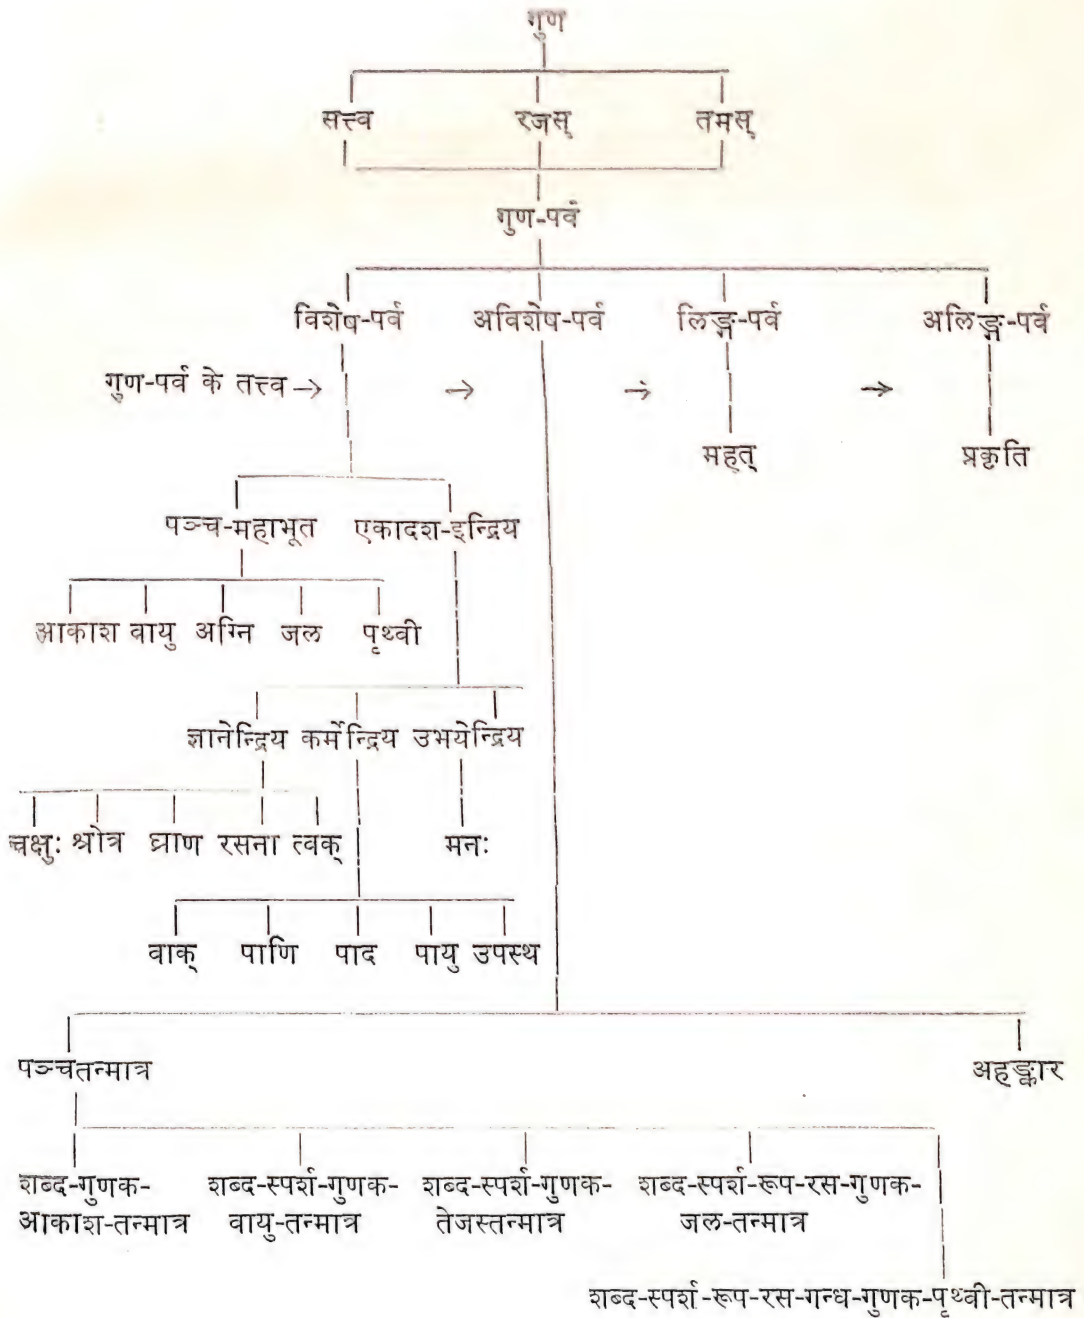 गुण
सत्त्व रजस् तमस्
गुण-पर्व
विशेष-पर्व अविशेष-पर्व लिङ्ग-पर्व अलिङ्ग-पर्व
गुण-पर्व के तत्त्व → → → →
महत् प्रकृति
पञ्च-महाभूत एकादश-इन्द्रिय
आकाश वायु अग्नि जल पृथ्वी
ज्ञानेन्द्रिय कर्मेन्द्रिय उभयेन्द्रिय
चक्षुः श्रोत्र घ्राण रसना त्वक् मनः
वाक् पाणि पाद पायु उपस्थ
पञ्चतन्मात्र अहङ्कार
शब्द-गुणक- शब्द-स्पर्श-गुणक- शब्द-स्पर्श-गुणक- शब्द-स्पर्श-रूप-रस-गुणक-
आकाश-तन्मात्र वायु-तन्मात्र तेजस्तन्मात्र जल-तन्मात्र
शब्द-स्पर्श-रूप-रस-गन्ध-गुणक-पृथ्वी-तन्मात्र